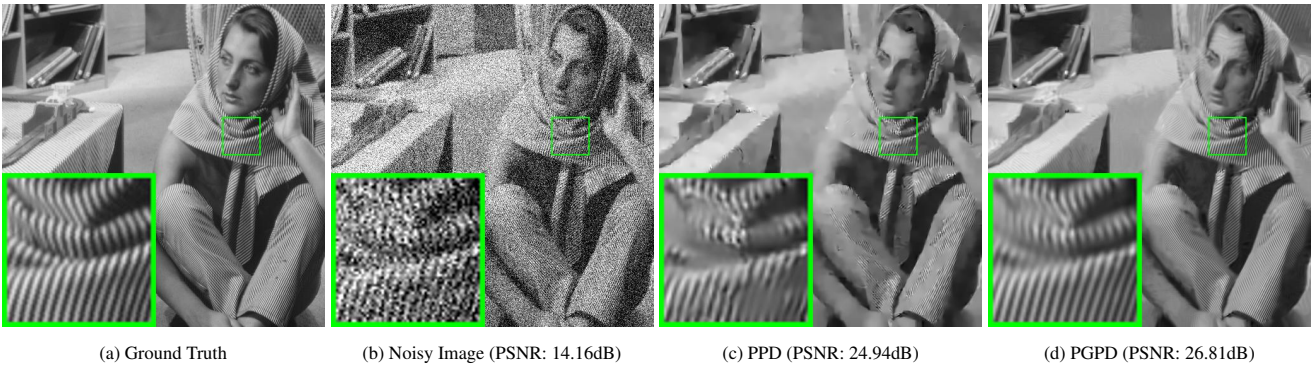 (a) Ground Truth
(b) Noisy Image (PSNR: 14.16dB)
(c) PPD (PSNR: 24.94dB)
(d) PGPD (PSNR: 26.81dB)